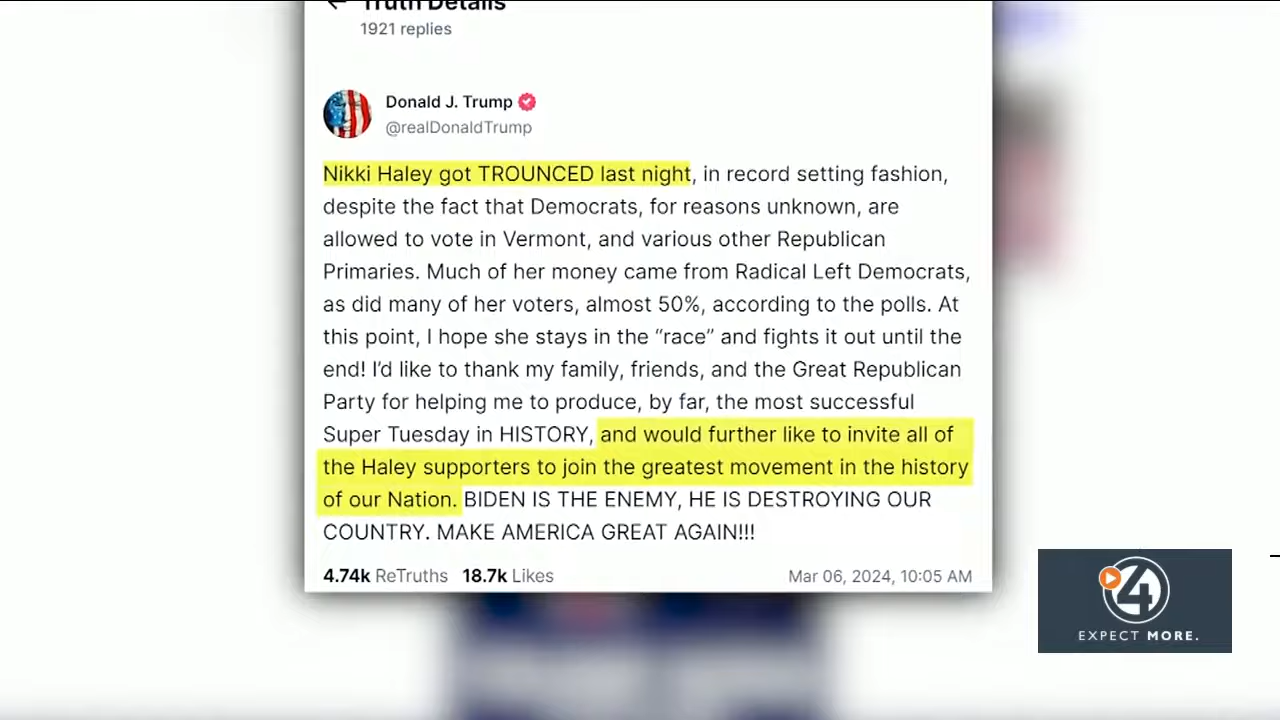 Truth Details
1921 replies
Donald J. Trump
@realDonaldTrump
Nikki Haley got TROUNCED last night, in record setting fashion,
despite the fact that Democrats, for reasons unknown, are
allowed to vote in Vermont, and various other Republican
Primaries. Much of her money came from Radical Left Democrats,
as did many of her voters, almost 50%, according to the polls. At
this point, I hope she stays in the “race” and fights it out until the
end! I’d like to thank my family, friends, and the Great Republican
Party for helping me to produce, by far, the most successful
Super Tuesday in HISTORY, and would further like to invite all of
the Haley supporters to join the greatest movement in the history
of our Nation. BIDEN IS THE ENEMY, HE IS DESTROYING OUR
COUNTRY. MAKE AMERICA GREAT AGAIN!!!
4.74k ReTruths 18.7k Likes Mar 06, 2024, 10:05 AM
4
EXPECT MORE.